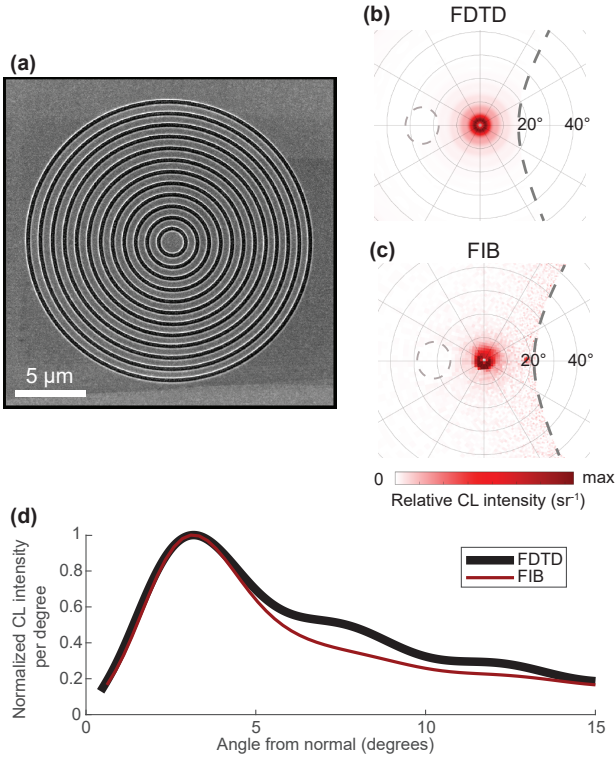 (a)
5 µm
(b)
FDTD
20° 40°
(c)
FIB
20° 40°
0 max
Relative CL intensity (sr⁻¹)
(d)
Normalized CL intensity
per degree
1
0.8
0.6
0.4
0.2
0
0 5 10 15
Angle from normal (degrees)
FDTD
FIB